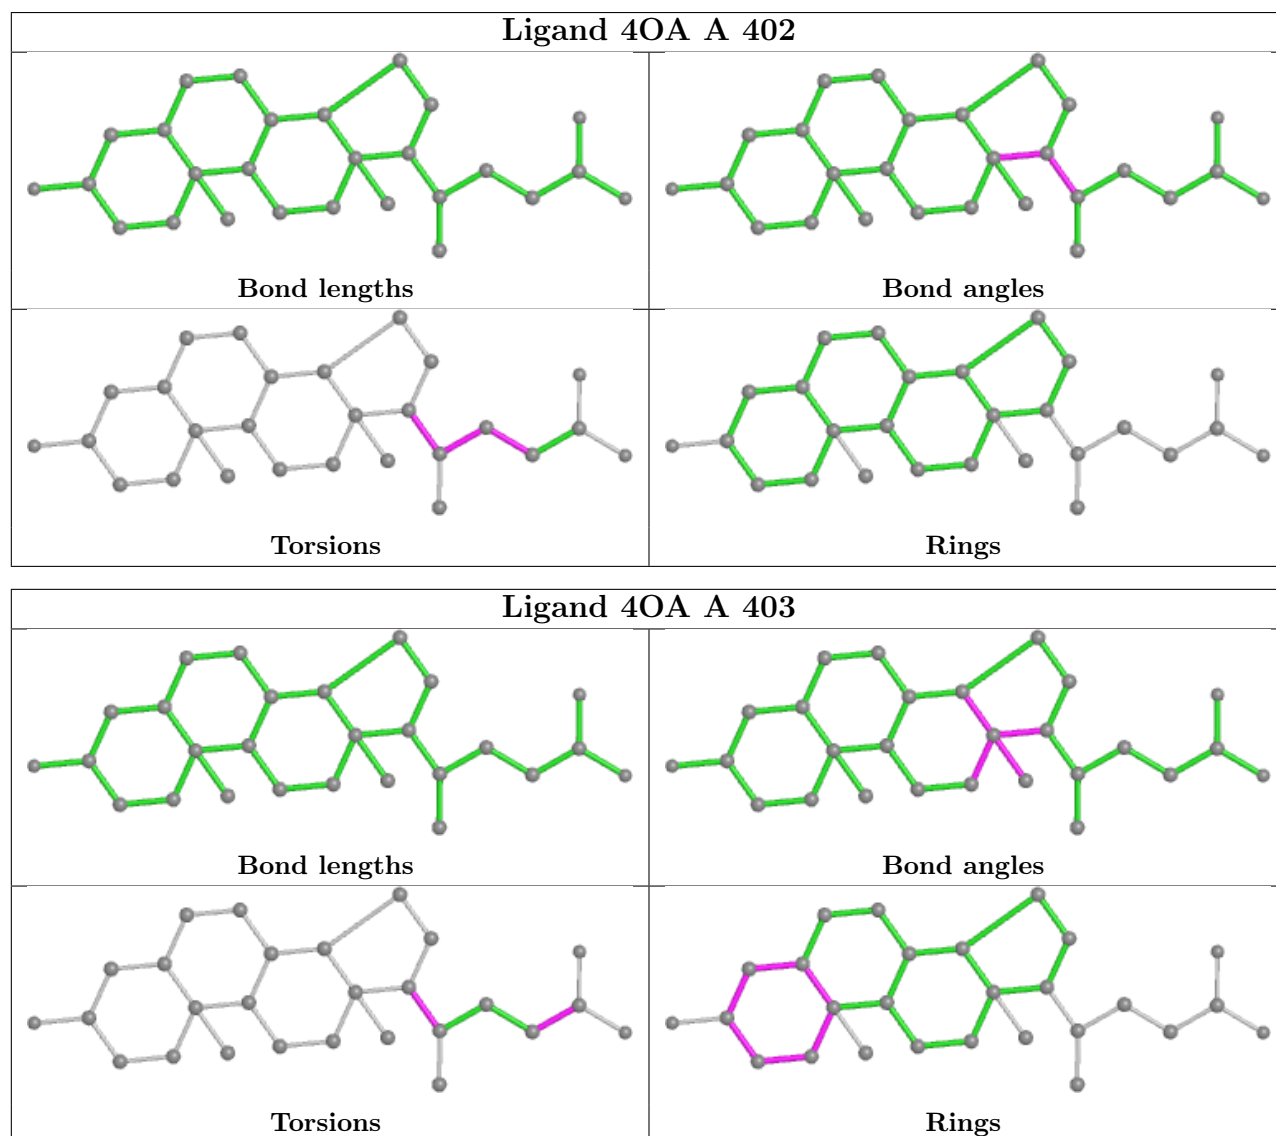 Ligand 4OA A 402
Bond lengths
Bond angles
Torsions
Rings
Ligand 4OA A 403
Bond lengths
Bond angles
Torsions
Rings